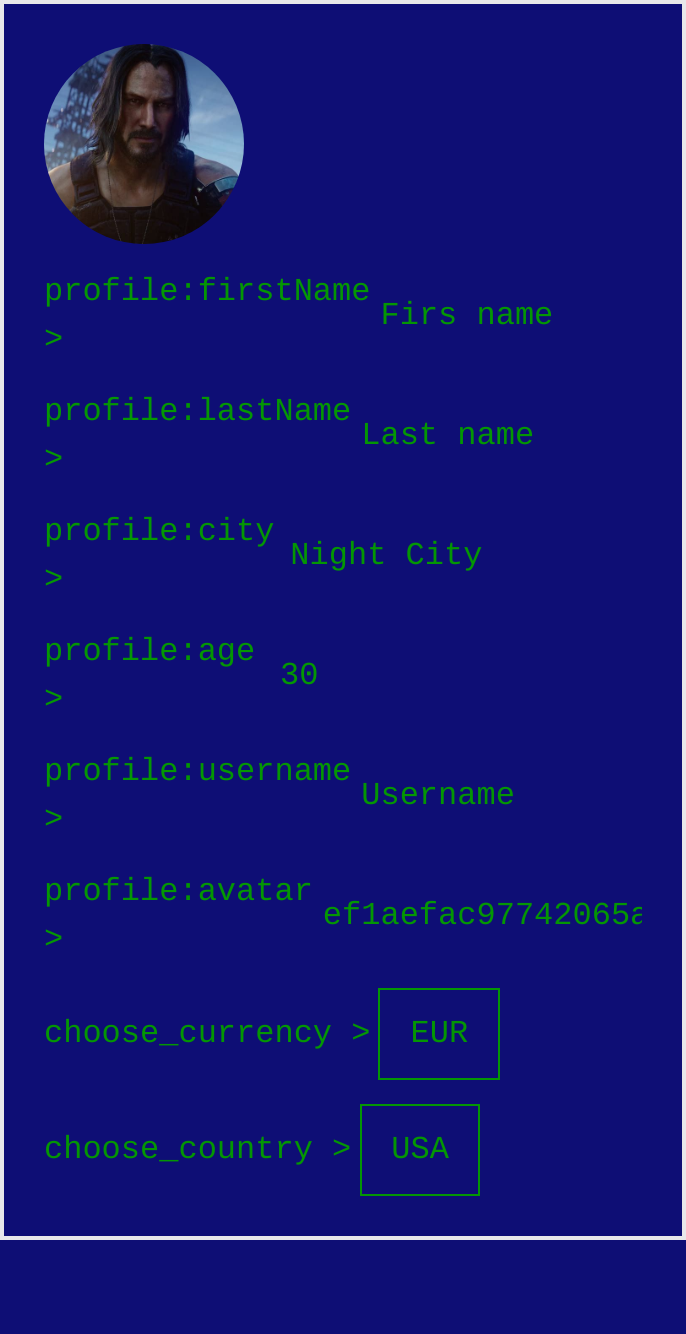 profile:firstName
> Firs name
profile:lastName
> Last name
profile:city
> Night City
profile:age
> 30
profile:username
> Username
profile:avatar
> ef1aefac97742065a
choose_currency > EUR
choose_country > USA